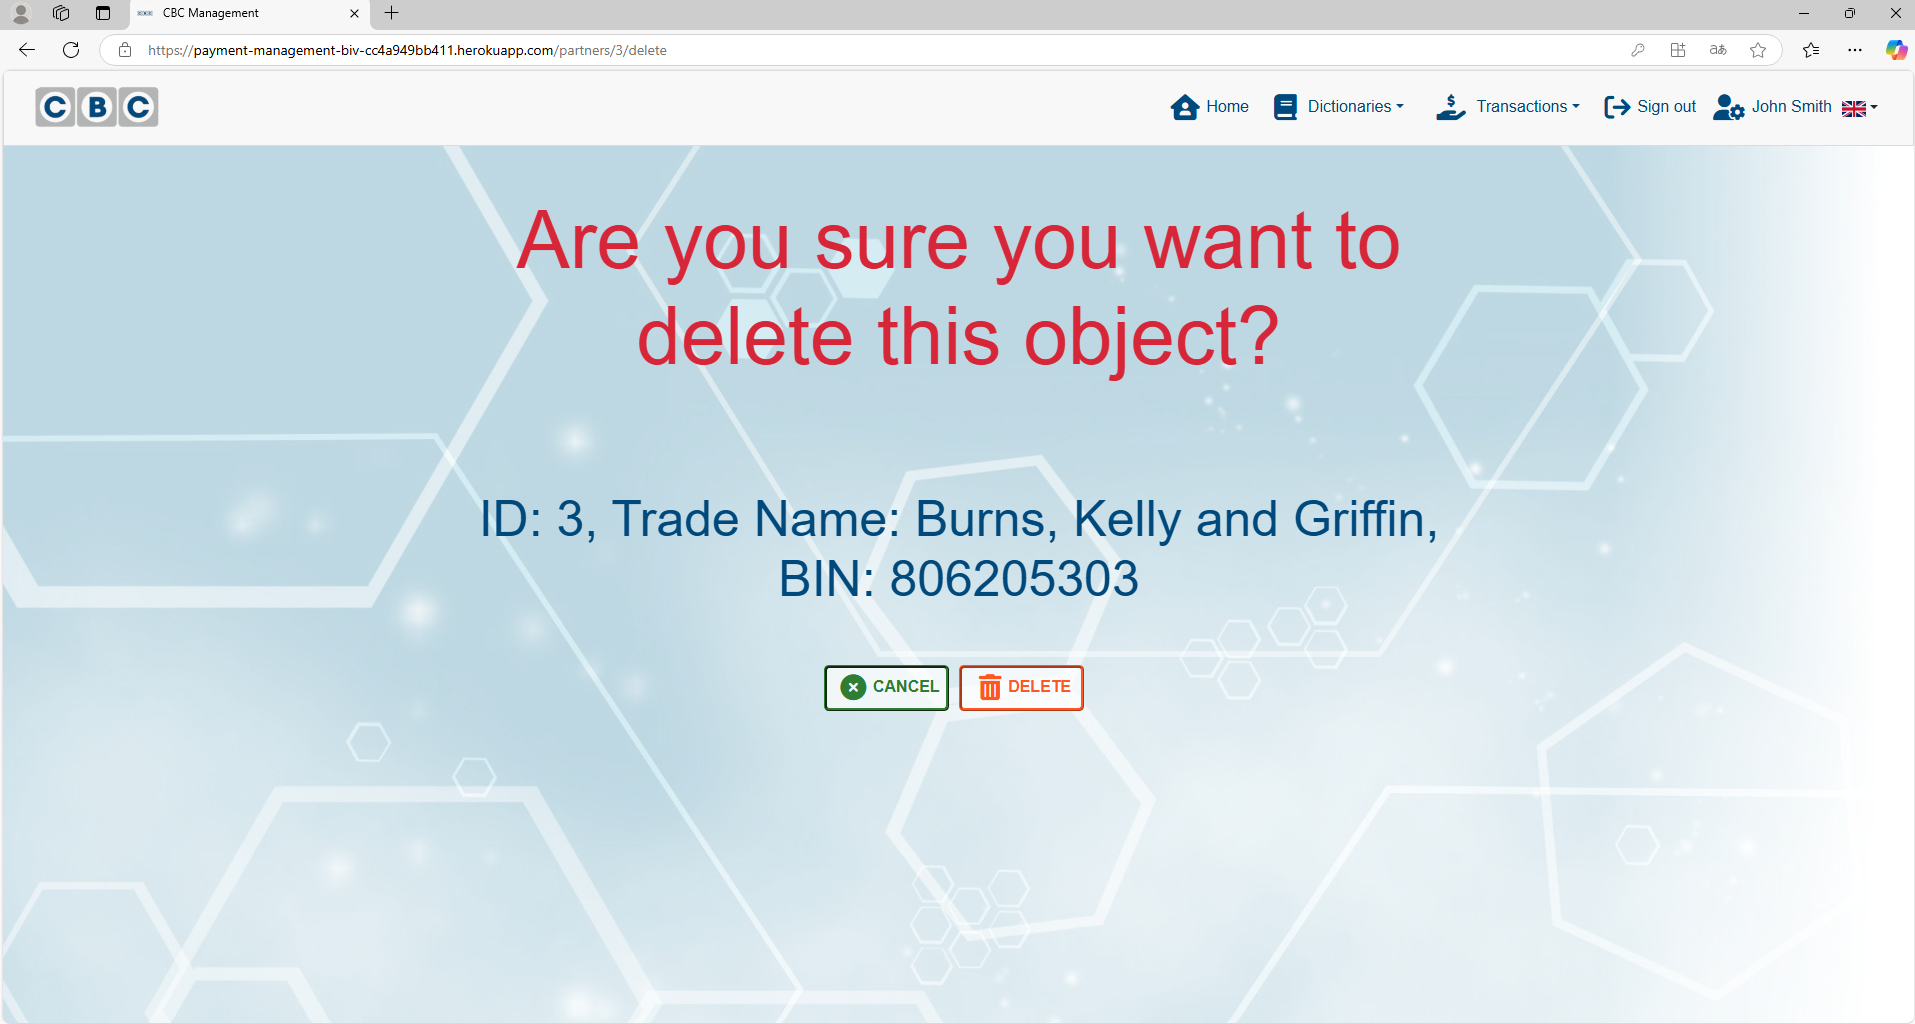 CBC Management
https://payment-management-biv-cc4a949bb411.herokuapp.com/partners/3/delete
CBC
Home
Dictionaries
Transactions
Sign out
John Smith
Are you sure you want to
delete this object?
ID: 3, Trade Name: Burns, Kelly and Griffin,
BIN: 806205303
CANCEL
DELETE